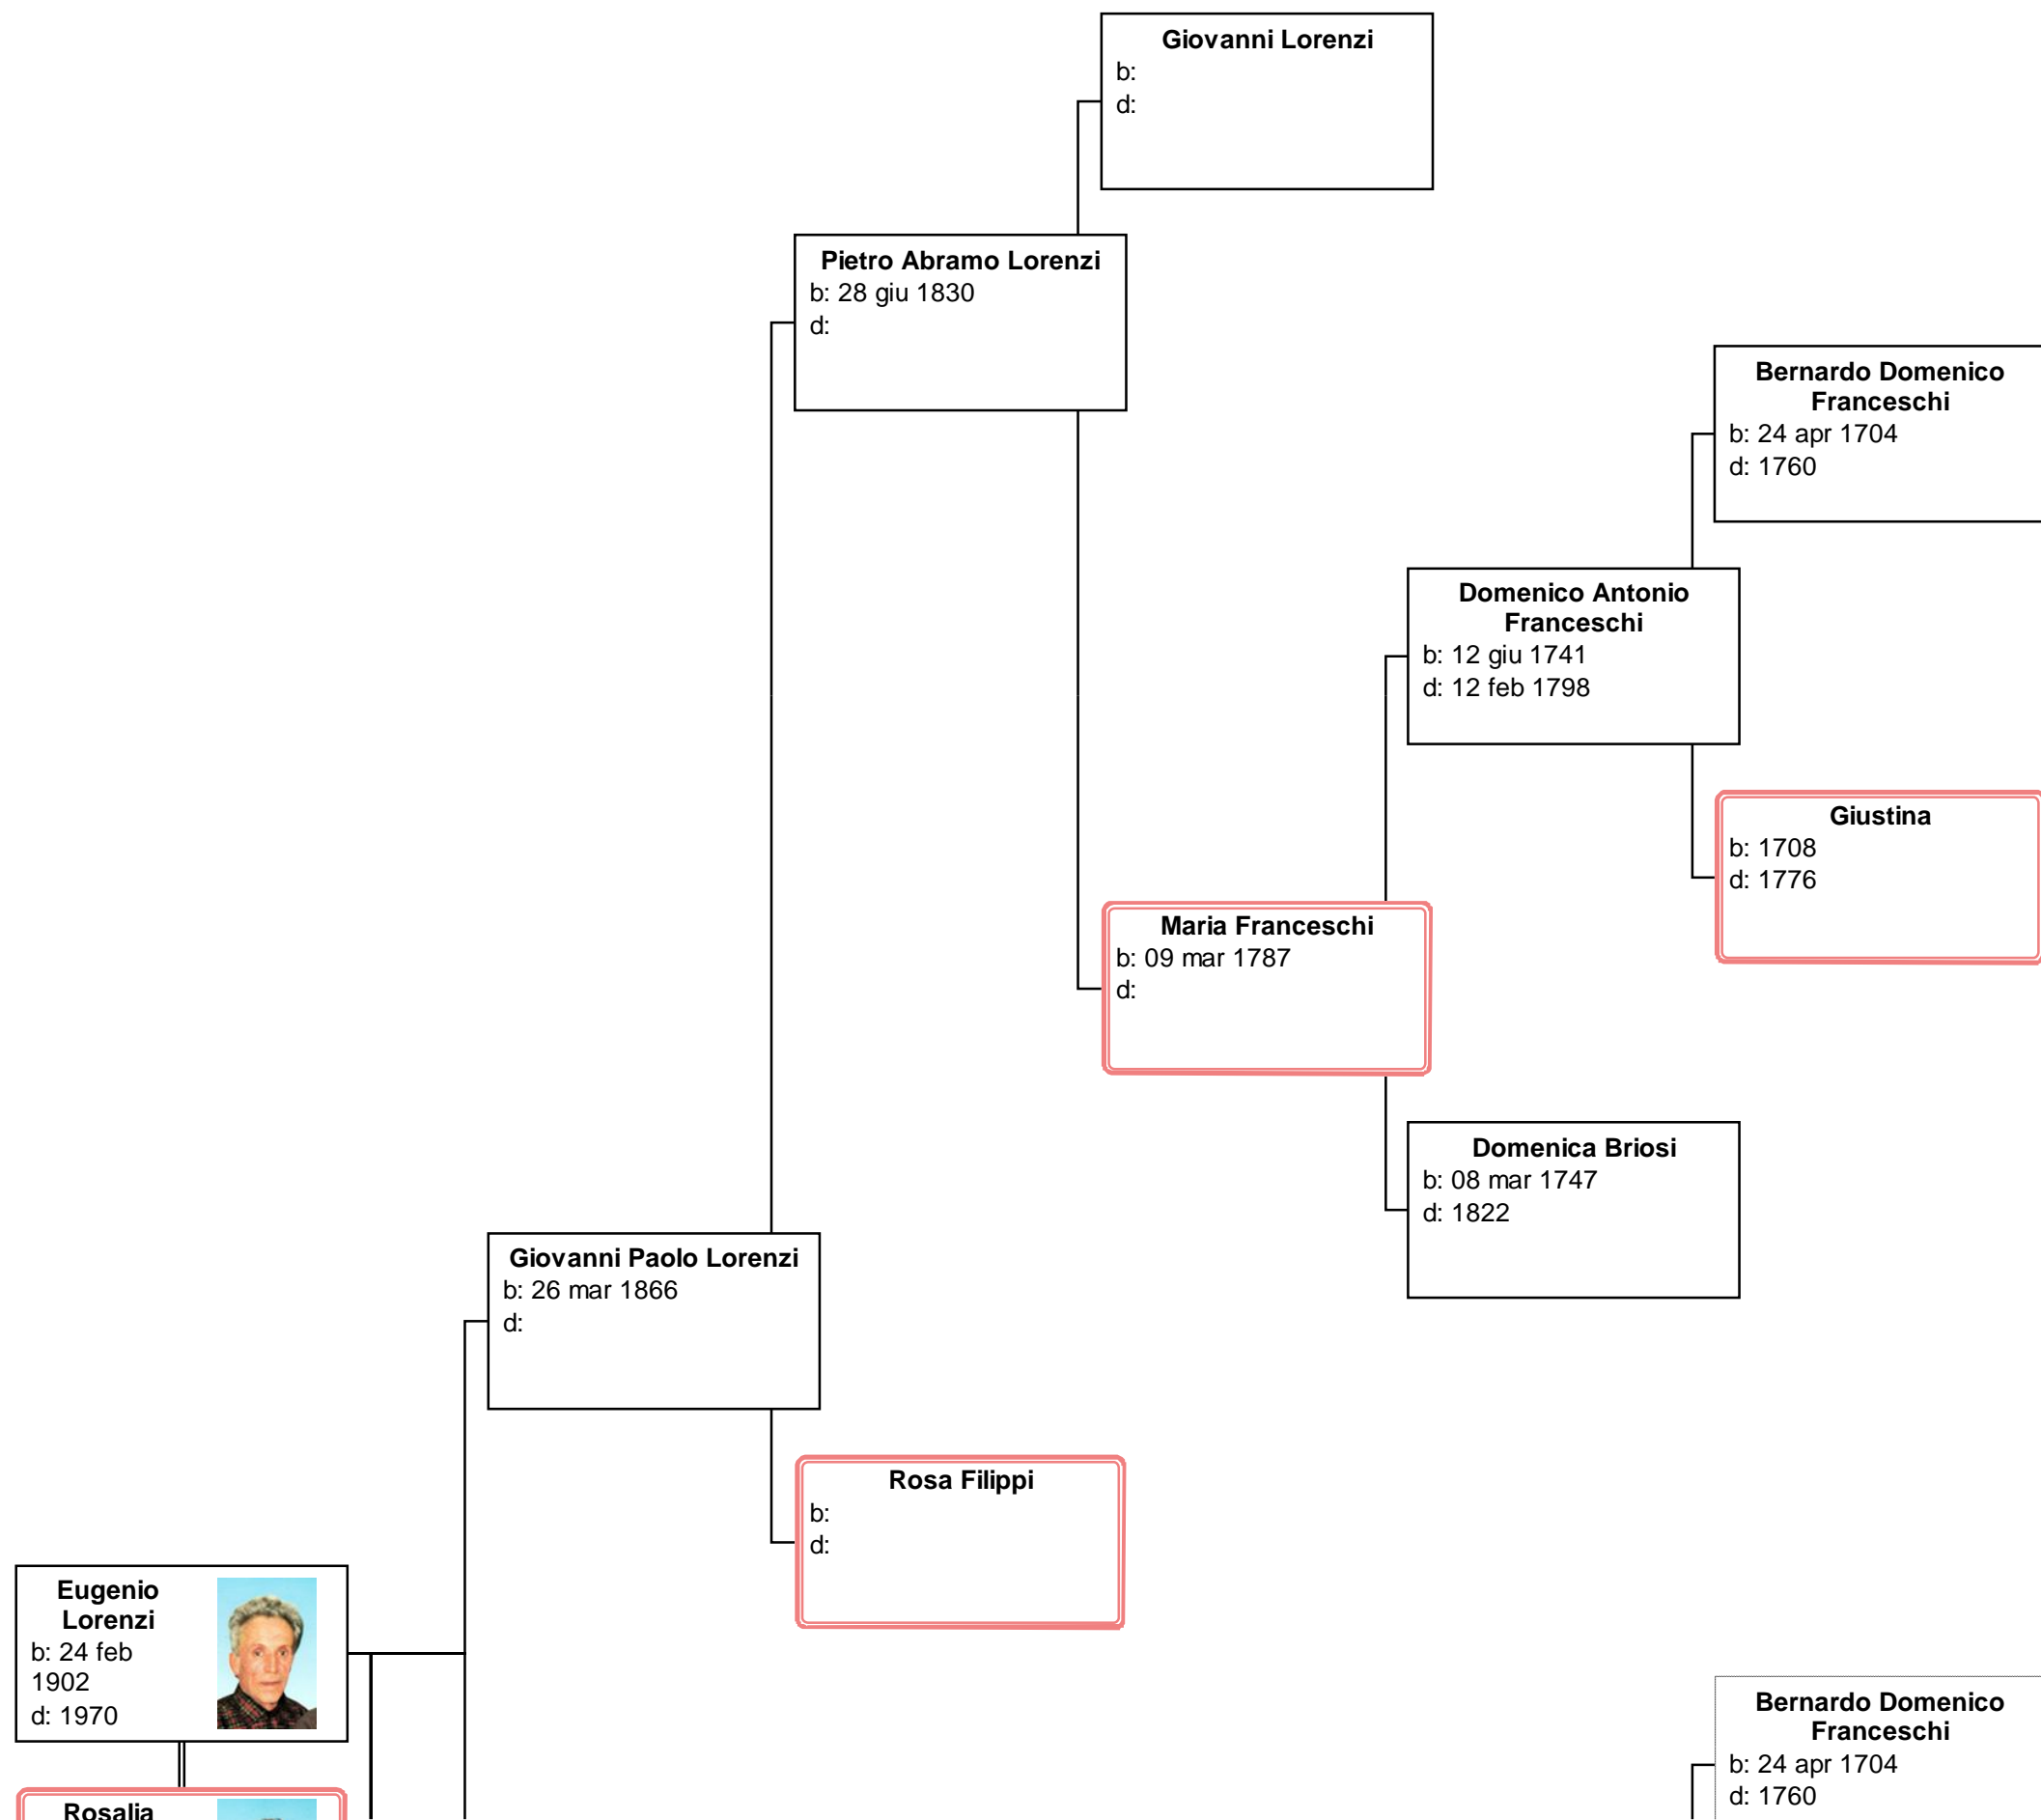 Giovanni Lorenzi
b:
d:
Pietro Abramo Lorenzi
b: 28 giu 1830
d:
Bernardo Domenico
Franceschi
b: 24 apr 1704
d: 1760
Domenico Antonio
Franceschi
b: 12 giu 1741
d: 12 feb 1798
Giustina
b: 1708
d: 1776
Maria Franceschi
b: 09 mar 1787
d:
Domenica Briosi
b: 08 mar 1747
d: 1822
Giovanni Paolo Lorenzi
b: 26 mar 1866
d:
Rosa Filippi
b:
d:
Eugenio
Lorenzi
b: 24 feb
1902
d: 1970
Bernardo Domenico
Franceschi
b: 24 apr 1704
d: 1760
Rosalia